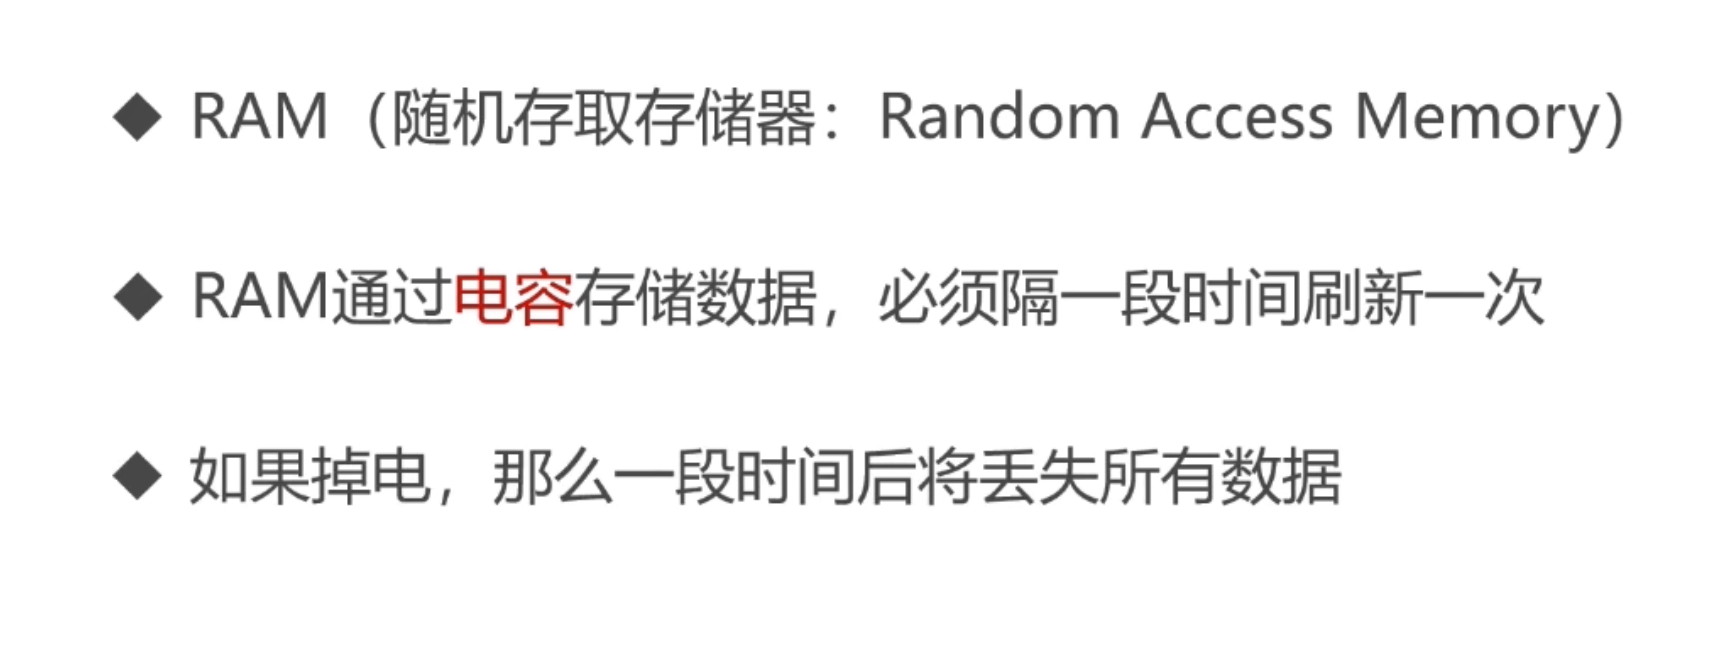 ◆ RAM（随机存取存储器：Random Access Memory）
◆ RAM通过电容存储数据，必须隔一段时间刷新一次
◆ 如果掉电，那么一段时间后将丢失所有数据